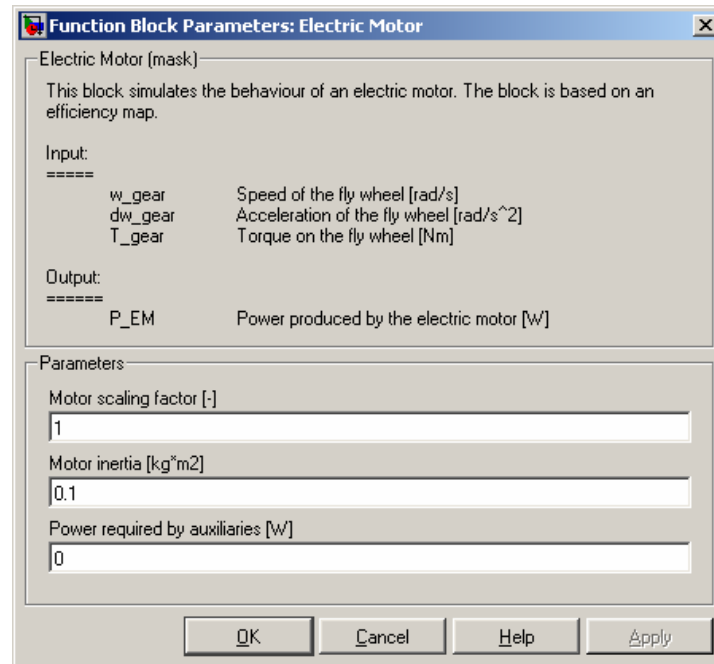 Function Block Parameters: Electric Motor
Electric Motor (mask)
This block simulates the behaviour of an electric motor. The block is based on an
efficiency map.
Input:
=====
w_gear Speed of the fly wheel [rad/s]
dw_gear Acceleration of the fly wheel [rad/s^2]
T_gear Torque on the fly wheel [Nm]
Output:
======
P_EM Power produced by the electric motor [W]
Parameters
Motor scaling factor [-]
1
Motor inertia [kg*m2]
0.1
Power required by auxiliaries [W]
0
OK Cancel Help Apply